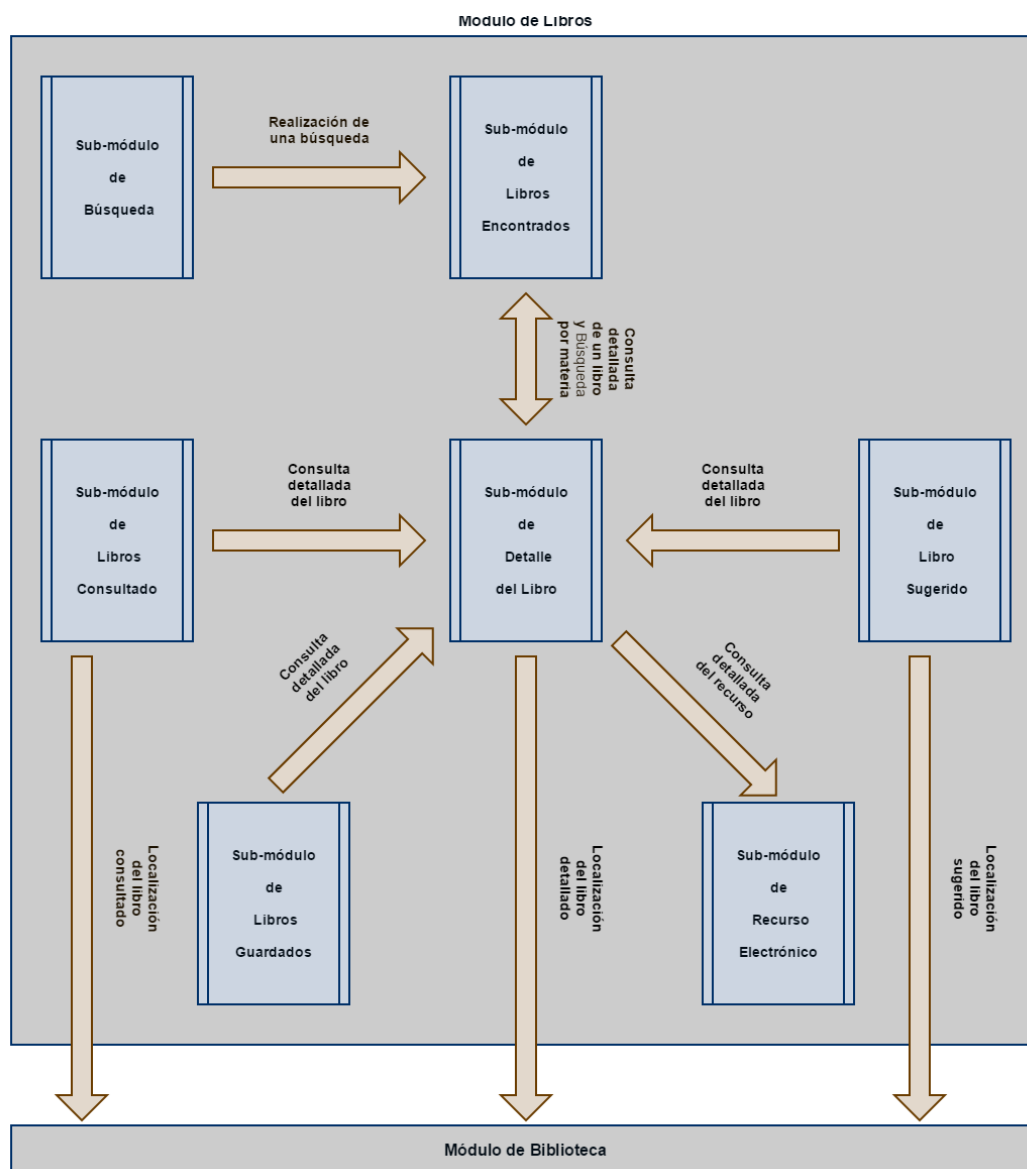 Modulo de Libros
Sub-módulo
de
Búsqueda
Realización de
una búsqueda
Sub-módulo
de
Libros
Encontrados
Consulta
detallada
de un libro
y Búsqueda
por materia
Sub-módulo
de
Libros
Consultado
Consulta
detallada
del libro
Sub-módulo
de
Detalle
del Libro
Consulta
detallada
del libro
Sub-módulo
de
Libro
Sugerido
Consulta
detallada
del libro
Consulta
detallada
del recurso
Localización
del libro
consultado
Sub-módulo
de
Libros
Guardados
Localización
del libro
detallado
Sub-módulo
de
Recurso
Electrónico
Localización
del libro
sugerido
Módulo de Biblioteca